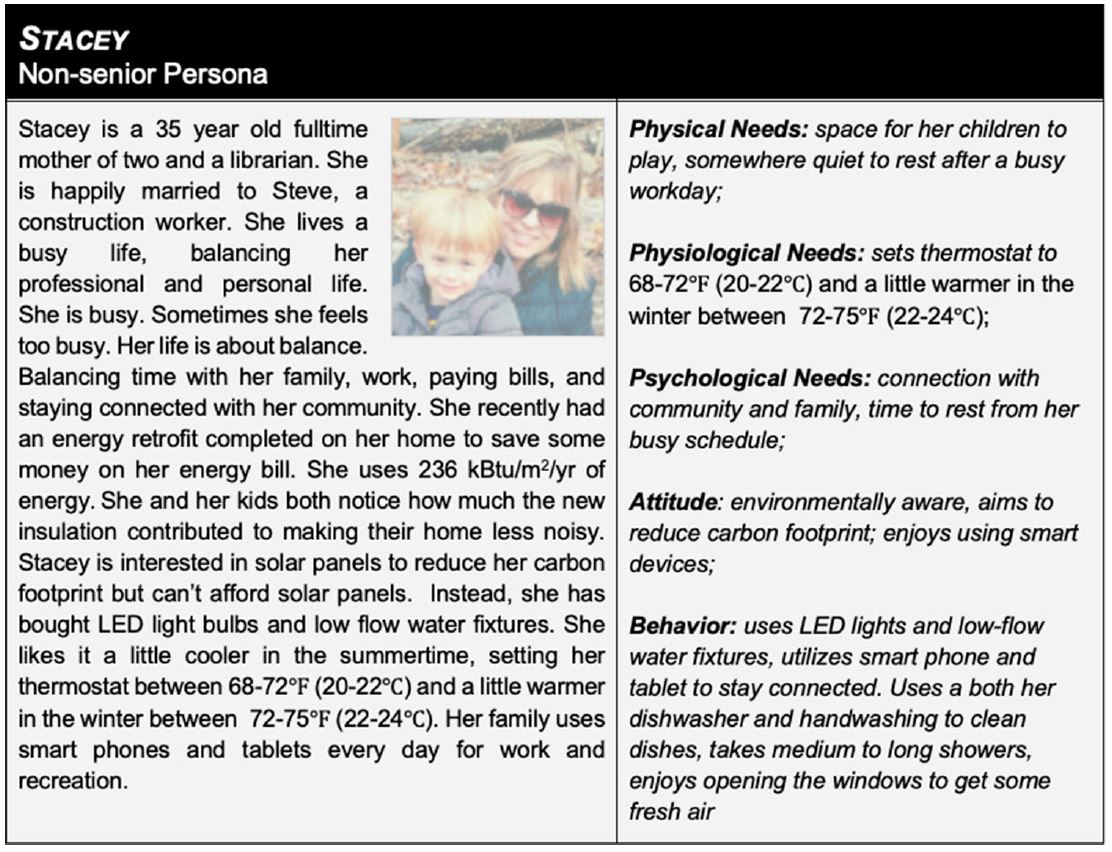 STACEY
Non-senior Persona
Stacey is a 35 year old fulltime
mother of two and a librarian. She
is happily married to Steve, a
construction worker. She lives a
busy life, balancing her
professional and personal life.
She is busy. Sometimes she feels
too busy. Her life is about balance.
Balancing time with her family, work, paying bills, and
staying connected with her community. She recently had
an energy retrofit completed on her home to save some
money on her energy bill. She uses 236 kBtu/m²/yr of
energy. She and her kids both notice how much the new
insulation contributed to making their home less noisy.
Stacey is interested in solar panels to reduce her carbon
footprint but can't afford solar panels. Instead, she has
bought LED light bulbs and low flow water fixtures. She
likes it a little cooler in the summertime, setting her
thermostat between 68-72°F (20-22℃) and a little warmer
in the winter between 72-75°F (22-24℃). Her family uses
smart phones and tablets every day for work and
recreation.
Physical Needs: space for her children to
play, somewhere quiet to rest after a busy
workday;
Physiological Needs: sets thermostat to
68-72°F (20-22℃) and a little warmer in the
winter between 72-75°F (22-24℃);
Psychological Needs: connection with
community and family, time to rest from her
busy schedule;
Attitude: environmentally aware, aims to
reduce carbon footprint; enjoys using smart
devices;
Behavior: uses LED lights and low-flow
water fixtures, utilizes smart phone and
tablet to stay connected. Uses a both her
dishwasher and handwashing to clean
dishes, takes medium to long showers,
enjoys opening the windows to get some
fresh air